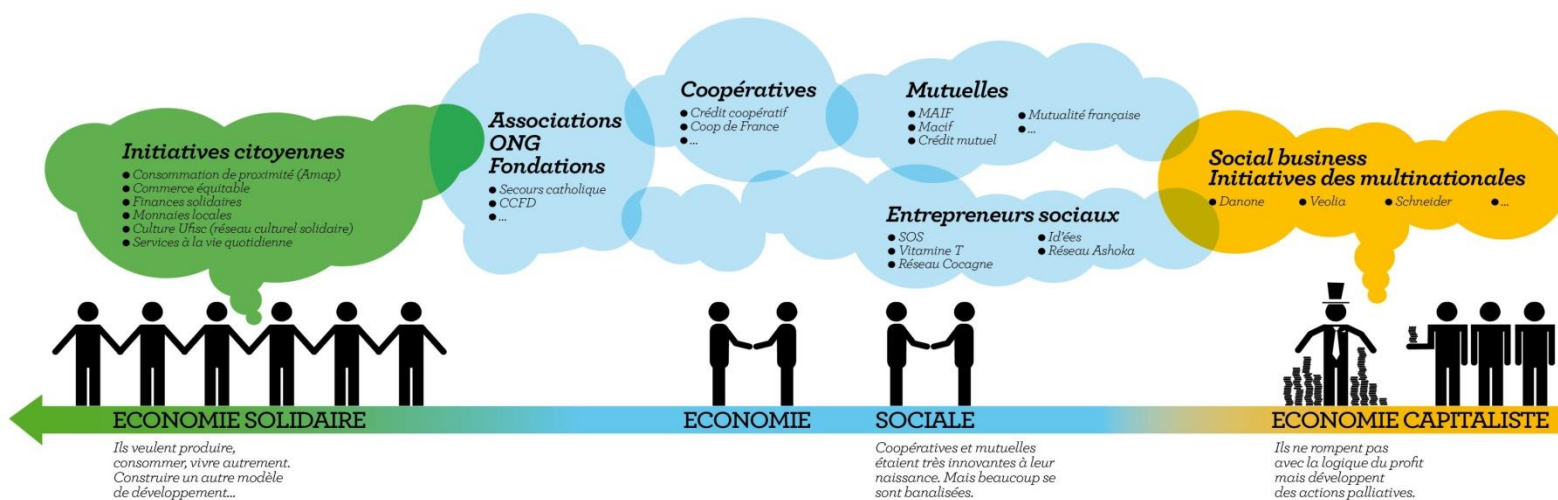 Initiatives citoyennes
● Consommation de proximité (Amap)
● Commerce équitable
● Finances solidaires
● Monnaies locales
● Culture Ufisc (réseau culturel solidaire)
● Services à la vie quotidienne
Associations
ONG
Fondations
● Secours catholique
● CCFD
● ...
Coopératives
● Crédit coopératif
● Coop de France
● ...
Mutuelles
● MAIF
● Macif
● Crédit mutuel
● Mutualité française
● ...
Entrepreneurs sociaux
● SOS
● Vitamine T
● Réseau Cocagne
● Id'ées
● Réseau Ashoka
Social business
Initiatives des multinationales
● Danone ● Veolia ● Schneider ● ...
ECONOMIE SOLIDAIRE
Ils veulent produire,
consommer, vivre autrement.
Construire un autre modèle
de développement...
ECONOMIE SOCIALE
Coopératives et mutuelles
étaient très innovantes à leur
naissance. Mais beaucoup se
sont banalisées.
ECONOMIE CAPITALISTE
Ils ne rompent pas
avec la logique du profit
mais développent
des actions palliatives.